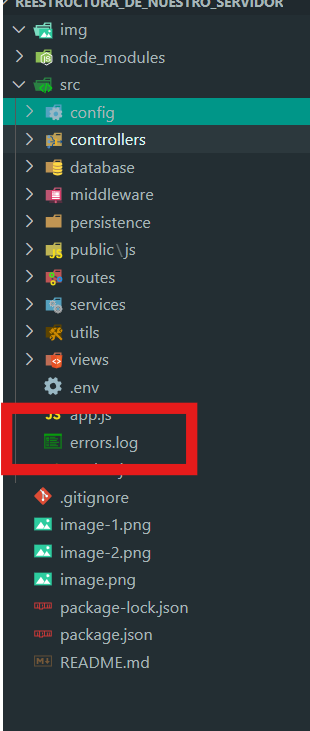 REESTRUCTURA_DE_NUESTRO_SERVIDOR
img
node_modules
src
config
controllers
database
middleware
persistence
public\js
routes
services
utils
views
.env
app.js
errors.log
.gitignore
image-1.png
image-2.png
image.png
package-lock.json
package.json
README.md